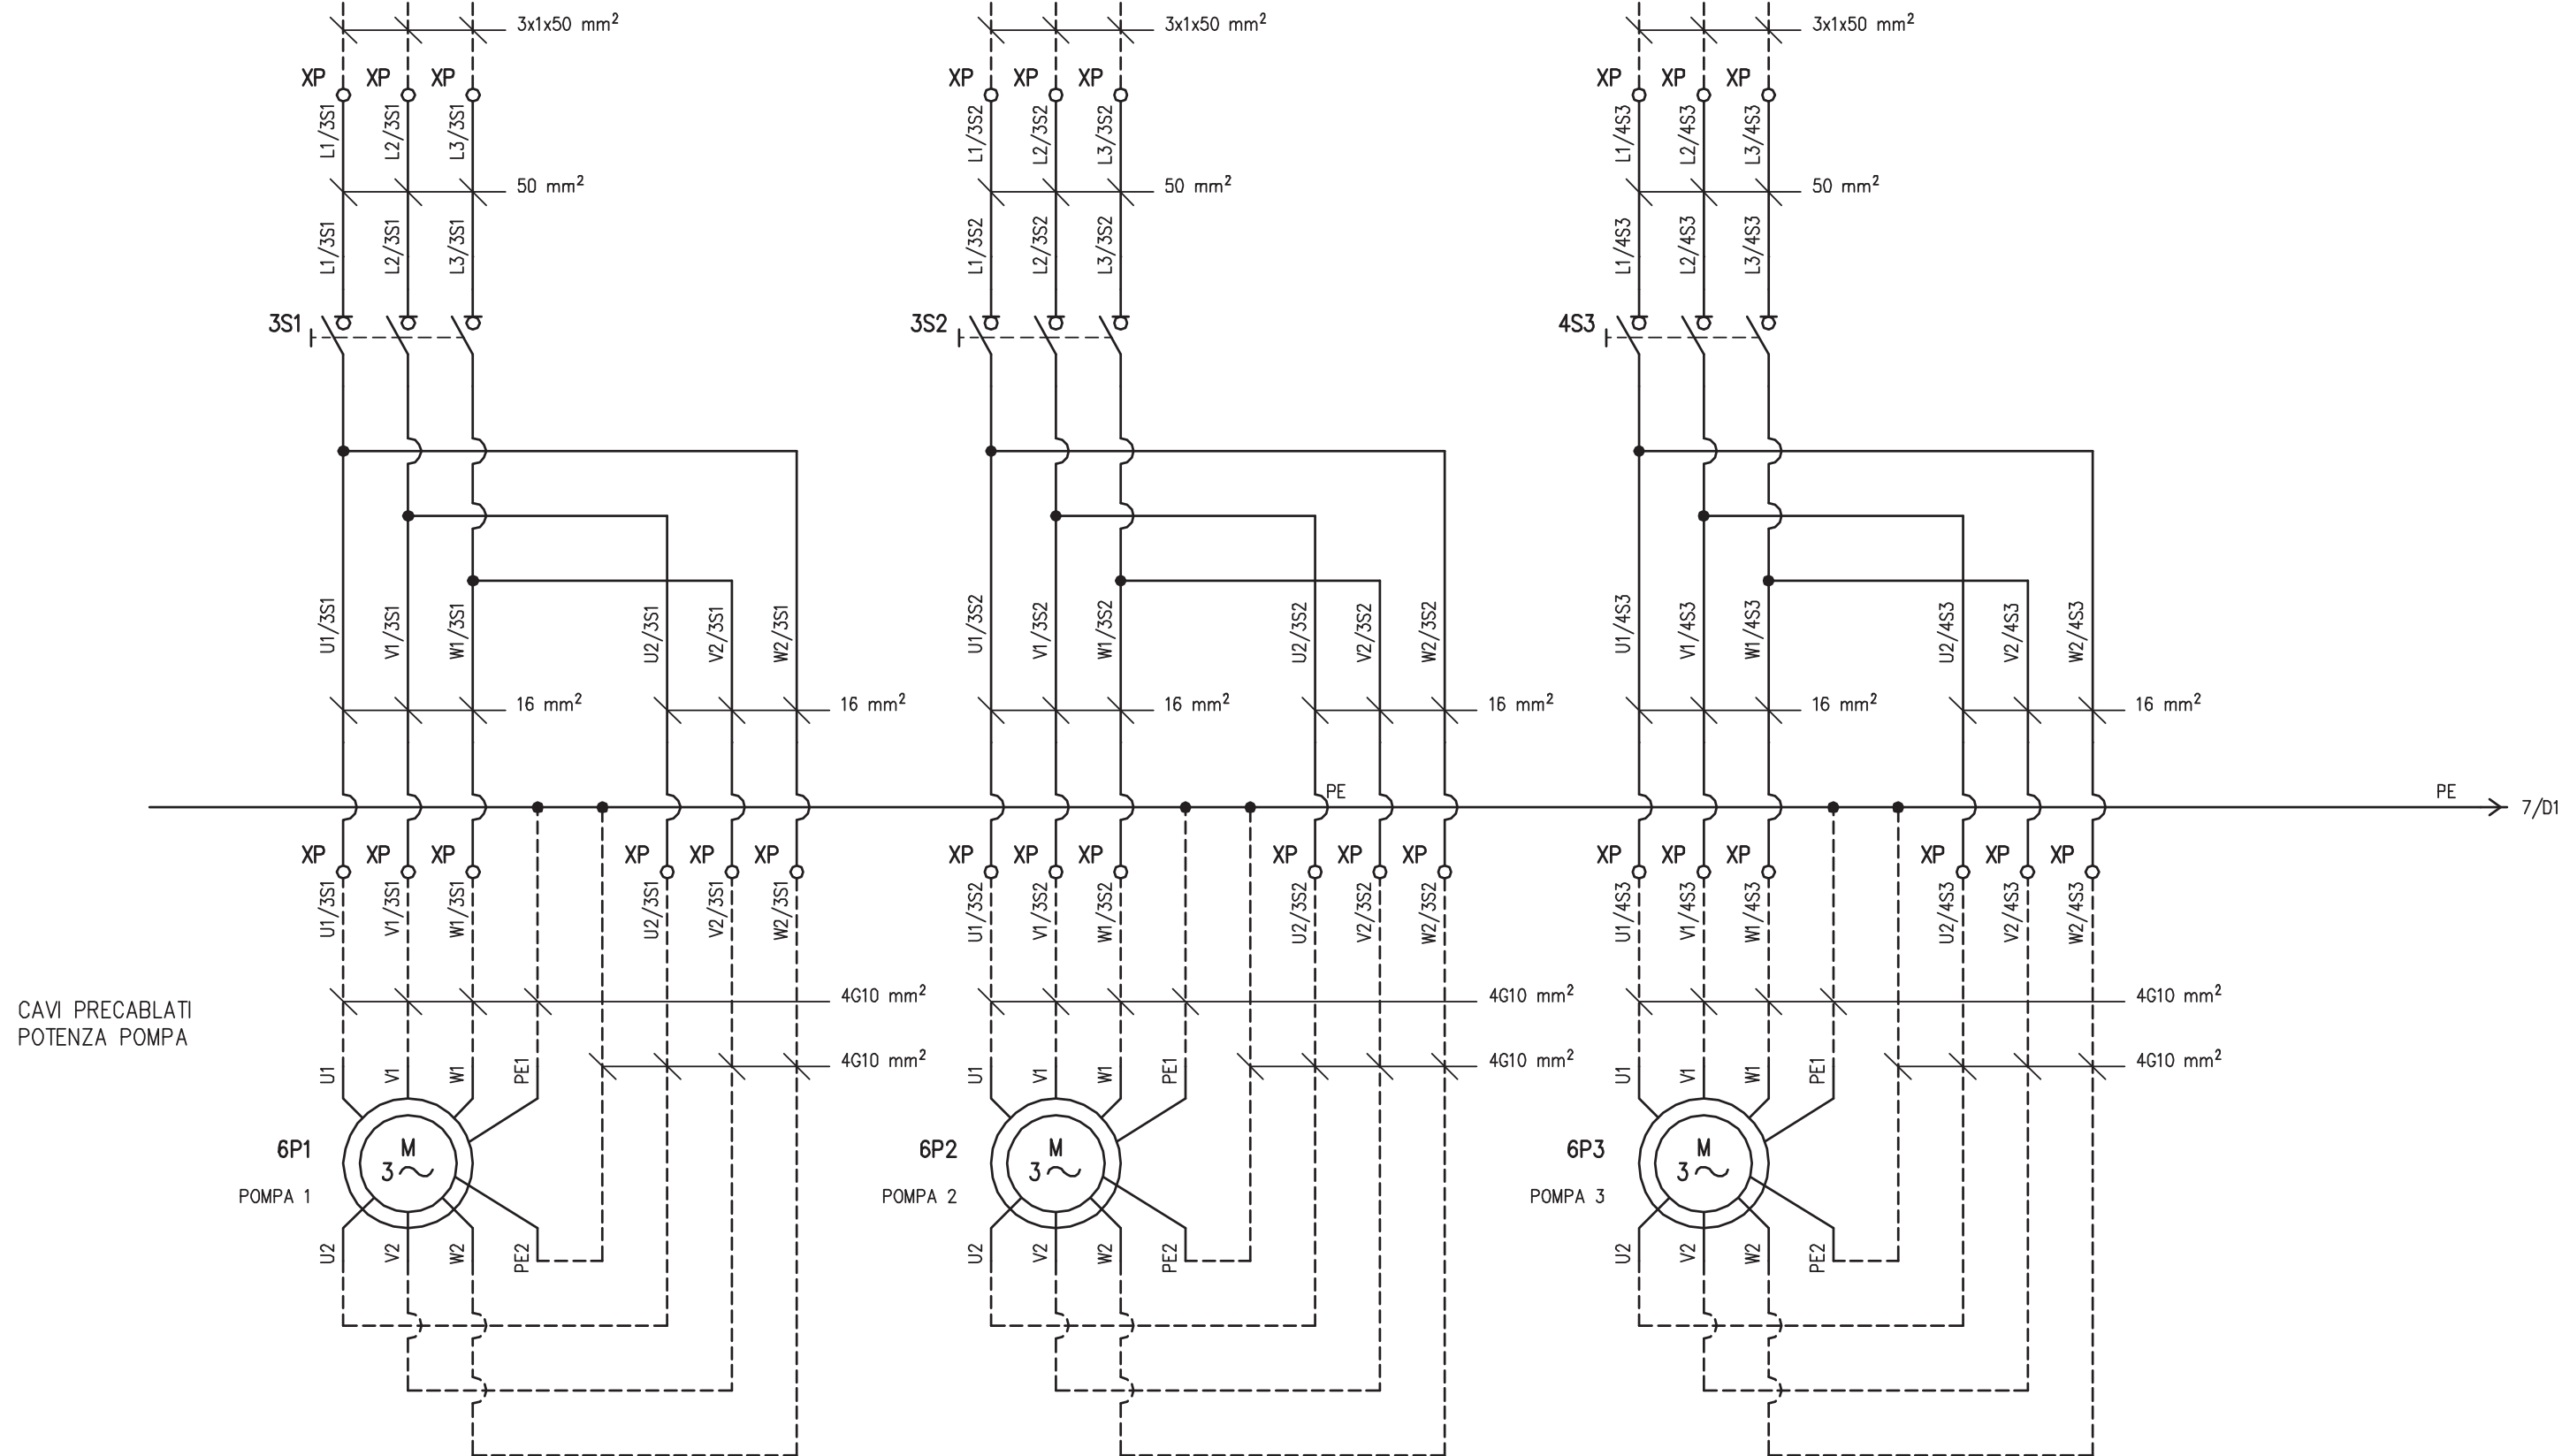 3x1x50 mm² 3x1x50 mm² 3x1x50 mm²
XP XP XP XP XP XP XP XP XP
L1/3S1 L2/3S1 L3/3S1 L1/3S2 L2/3S2 L3/3S2 L1/4S3 L2/4S3 L3/4S3
50 mm² 50 mm² 50 mm²
L1/3S1 L2/3S1 L3/3S1 L1/3S2 L2/3S2 L3/3S2 L1/4S3 L2/4S3 L3/4S3
3S1 3S2 4S3
U1/3S1 V1/3S1 W1/3S1 U2/3S1 V2/3S1 W2/3S1 U1/3S2 V1/3S2 W1/3S2 U2/3S2 V2/3S2 W2/3S2 U1/4S3 V1/4S3 W1/4S3 U2/4S3 V2/4S3 W2/4S3
16 mm² 16 mm² 16 mm² 16 mm² 16 mm² 16 mm²
PE PE 7/D1
XP XP XP XP XP XP XP XP XP XP XP XP XP XP XP XP XP XP
U1/3S1 V1/3S1 W1/3S1 U2/3S1 V2/3S1 W2/3S1 U1/3S2 V1/3S2 W1/3S2 U2/3S2 V2/3S2 W2/3S2 U1/4S3 V1/4S3 W1/4S3 U2/4S3 V2/4S3 W2/4S3
4G10 mm² 4G10 mm² 4G10 mm²
CAVI PRECABLATI
POTENZA POMPA
4G10 mm² 4G10 mm² 4G10 mm²
U1 V1 W1 PE1 U1 V1 W1 PE1 U1 V1 W1 PE1
6P1 M 6P2 M 6P3 M
3~ 3~ 3~
POMPA 1 POMPA 2 POMPA 3
U2 V2 W2 PE2 U2 V2 W2 PE2 U2 V2 W2 PE2